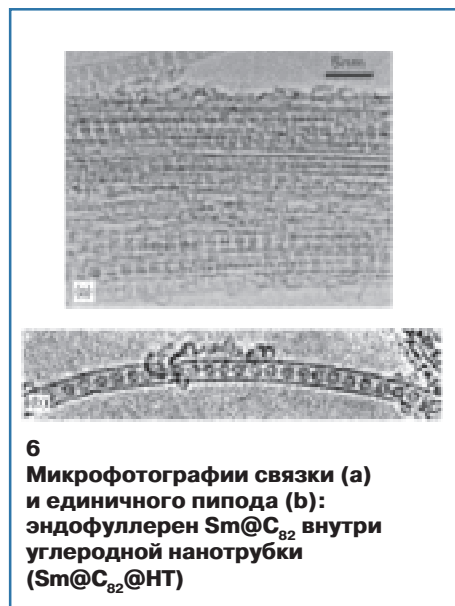 5nm
(a)
(b)
6
Микрофотографии связки (a)
и единичного пипода (b):
эндофуллерен Sm@C₈₂ внутри
углеродной нанотрубки
(Sm@C₈₂@НТ)